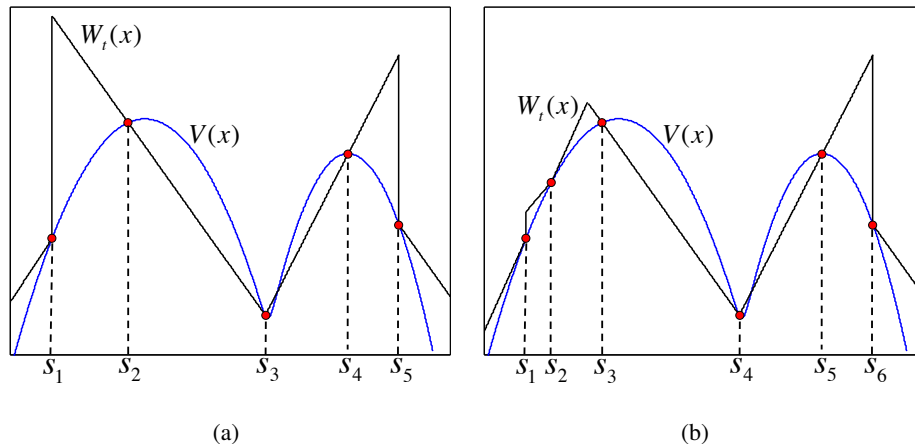 W_t(x)
V(x)
s_1 s_2 s_3 s_4 s_5
(a)
W_t(x)
V(x)
s_1 s_2 s_3 s_4 s_5 s_6
(b)